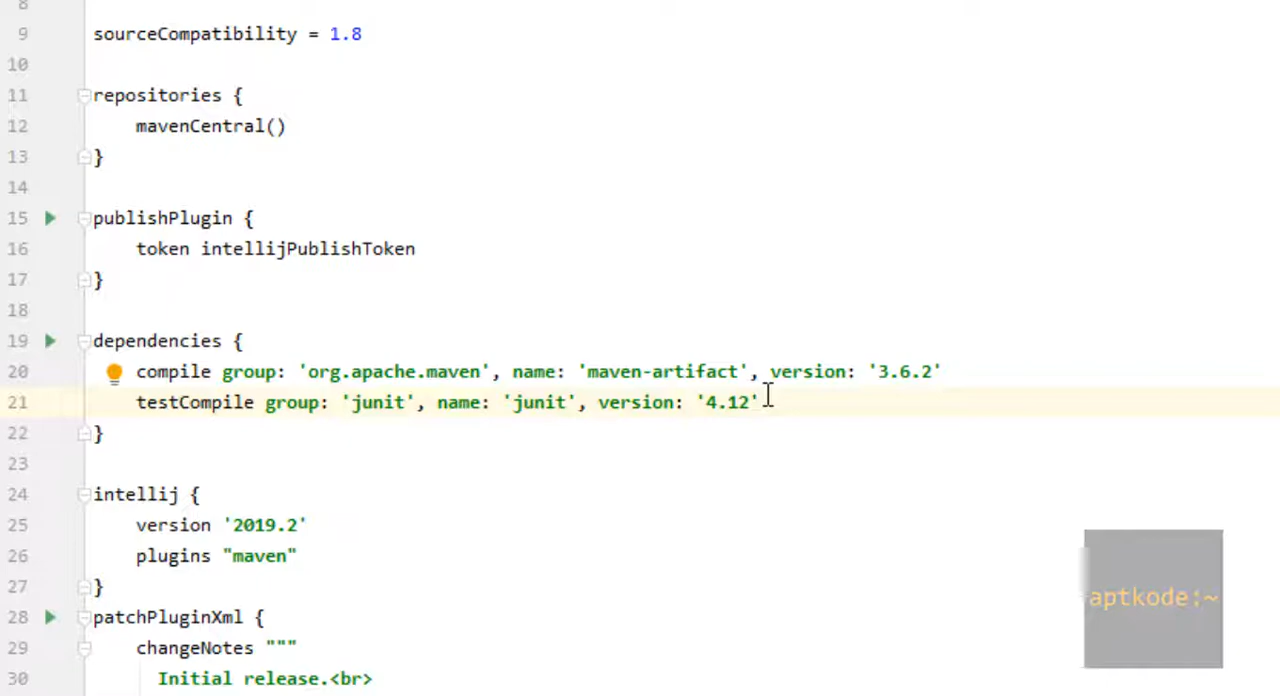 8
9 sourceCompatibility = 1.8
10
11 repositories {
12 mavenCentral()
13 }
14
15 publishPlugin {
16 token intellijPublishToken
17 }
18
19 dependencies {
20 compile group: 'org.apache.maven', name: 'maven-artifact', version: '3.6.2'
21 testCompile group: 'junit', name: 'junit', version: '4.12'
22 }
23
24 intellij {
25 version '2019.2'
26 plugins "maven"
27 }
28 patchPluginXml {
29 changeNotes """
30 Initial release.<br>
aptkode:~